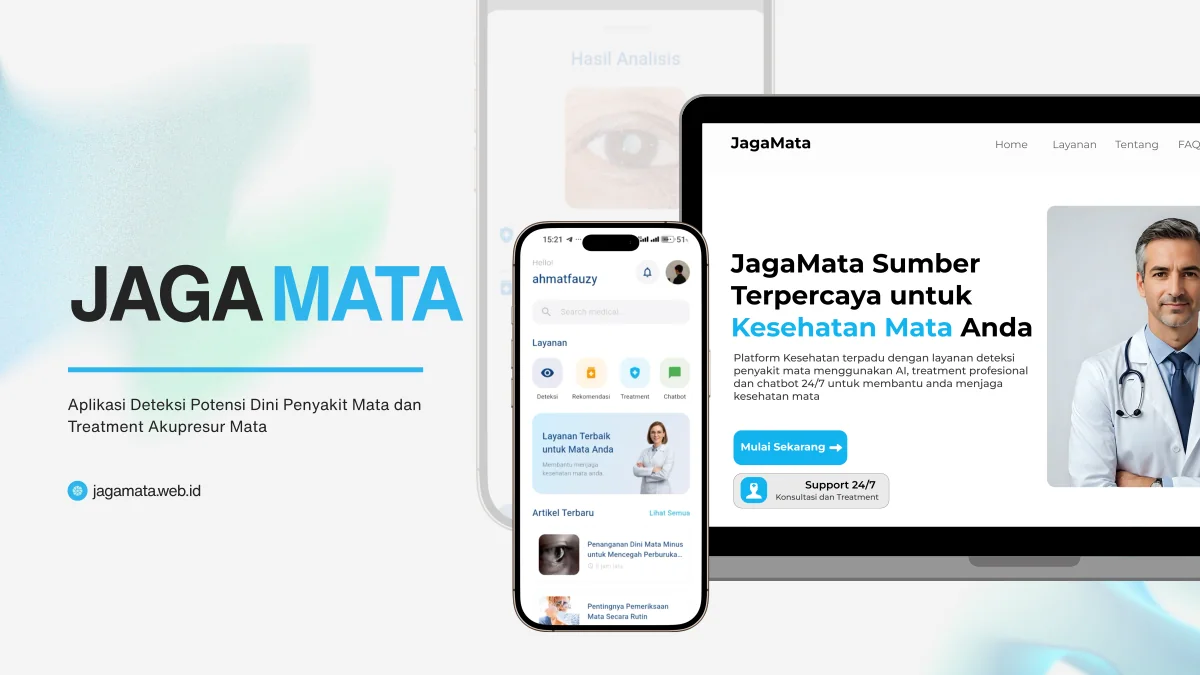 JAGA MATA
Aplikasi Deteksi Potensi Dini Penyakit Mata dan
Treatment Akupresur Mata
jagamata.web.id
Hasil Analisis
15:21
51
Hello!
ahmatfauzy
Search medical..
Layanan
Deteksi
Rekomendasi
Treatment
Chatbot
Layanan Terbaik
untuk Mata Anda
Membantu menjaga
kesehatan mata anda
Artikel Terbaru
Lihat Semua
Penanganan Dini Mata Minus
untuk Mencegah Perburuka...
5 jam lalu
Pentingnya Pemeriksaan
Mata Secara Rutin
JagaMata
Home
Layanan
Tentang
FAQ
JagaMata Sumber
Terpercaya untuk
Kesehatan Mata Anda
Platform Kesehatan terpadu dengan layanan deteksi
penyakit mata menggunakan AI, treatment profesional
dan chatbot 24/7 untuk membantu anda menjaga
kesehatan mata
Mulai Sekarang
Support 24/7
Konsultasi dan Treatment